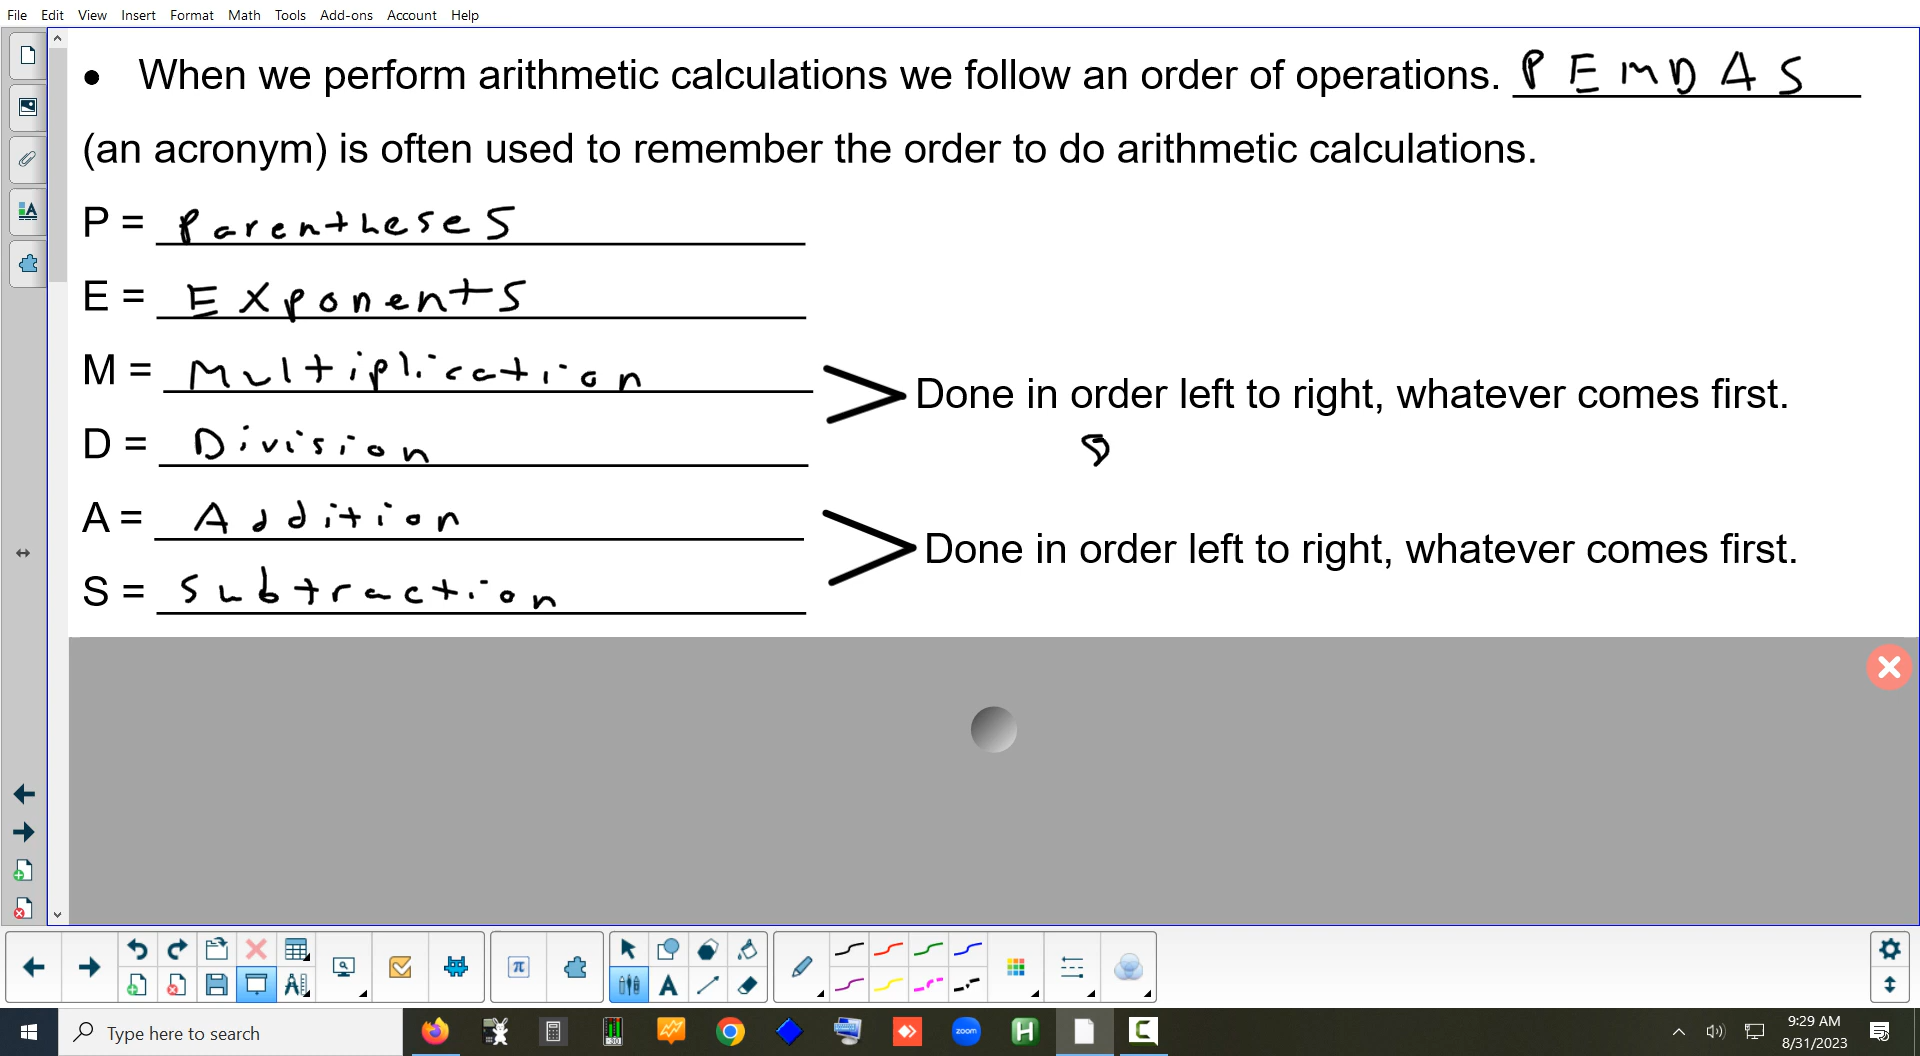 File Edit View Insert Format Math Tools Add-ons Account Help
• When we perform arithmetic calculations we follow an order of operations. PEMDAS
(an acronym) is often used to remember the order to do arithmetic calculations.
P = Parentheses
E = Exponents
M = Multiplication
Done in order left to right, whatever comes first.
D = Division
A = Addition
Done in order left to right, whatever comes first.
S = Subtraction
π
A
Type here to search
zoom
H
C
9:29 AM
8/31/2023